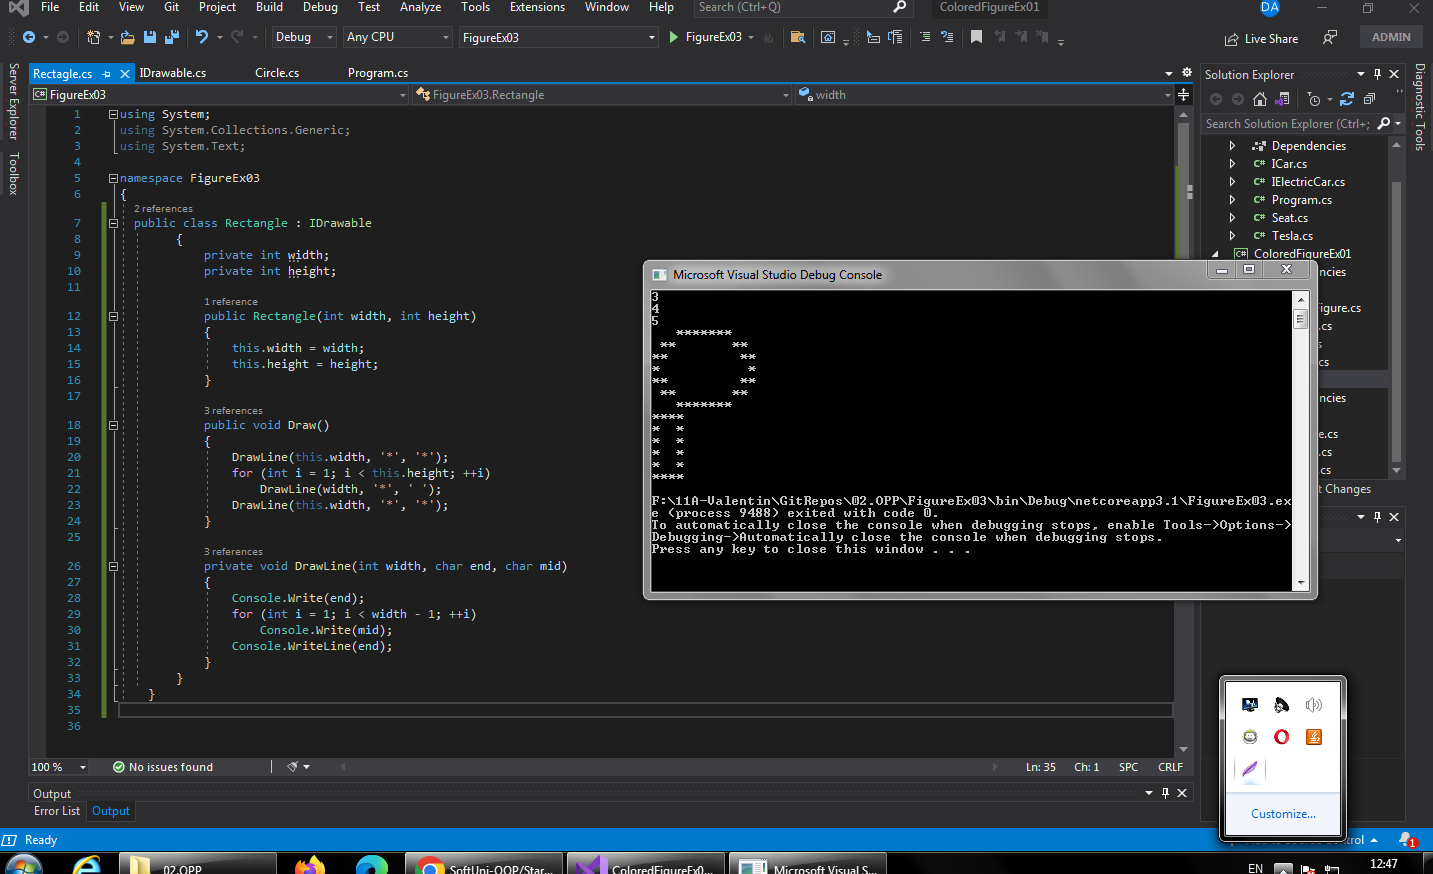 File Edit View Git Project Build Debug Test Analyze Tools Extensions Window Help Search (Ctrl+Q) ColoredFigureEx01 DA
Debug Any CPU FigureEx03 FigureEx03 Live Share ADMIN
Server Explorer
Toolbox
Rectagle.cs IDrawable.cs Circle.cs Program.cs
FigureEx03 FigureEx03.Rectangle width
1 using System;
2 using System.Collections.Generic;
3 using System.Text;
4
5 namespace FigureEx03
6 {
2 references
7 public class Rectangle : IDrawable
8 {
9 private int width;
10 private int height;
11
1 reference
12 public Rectangle(int width, int height)
13 {
14 this.width = width;
15 this.height = height;
16 }
17
3 references
18 public void Draw()
19 {
20 DrawLine(this.width, '*', '*');
21 for (int i = 1; i < this.height; ++i)
22 DrawLine(width, '*', ' ');
23 DrawLine(this.width, '*', '*');
24 }
25
3 references
26 private void DrawLine(int width, char end, char mid)
27 {
28 Console.Write(end);
29 for (int i = 1; i < width - 1; ++i)
30 Console.Write(mid);
31 Console.WriteLine(end);
32 }
33 }
34 }
35
36
100 % No issues found Ln: 35 Ch: 1 SPC CRLF
Output
Error List Output
Ready
Microsoft Visual Studio Debug Console
3
4
5
   *******
 **       **
**         **
*           *
**         **
 **       **
   *******
****
*  *
*  *
*  *
*  *
****
F:\11A-Valentin\GitRepos\02.OPP\FigureEx03\bin\Debug\netcoreapp3.1\FigureEx03.ex
e (process 9488) exited with code 0.
To automatically close the console when debugging stops, enable Tools->Options->
Debugging->Automatically close the console when debugging stops.
Press any key to close this window . . .
Solution Explorer
Search Solution Explorer (Ctrl+;
Dependencies
C# ICar.cs
C# IElectricCar.cs
C# Program.cs
C# Seat.cs
C# Tesla.cs
C# ColoredFigureEx01
ncies
Figure.cs
.cs
s
cs
ncies
e.cs
.cs
.cs
t Changes
Diagnostic Tools
Customize...
ntrol 1
02.OPP SoftUni-OOP/Star... ColoredFigureEx0... Microsoft Visual S... EN 12:47